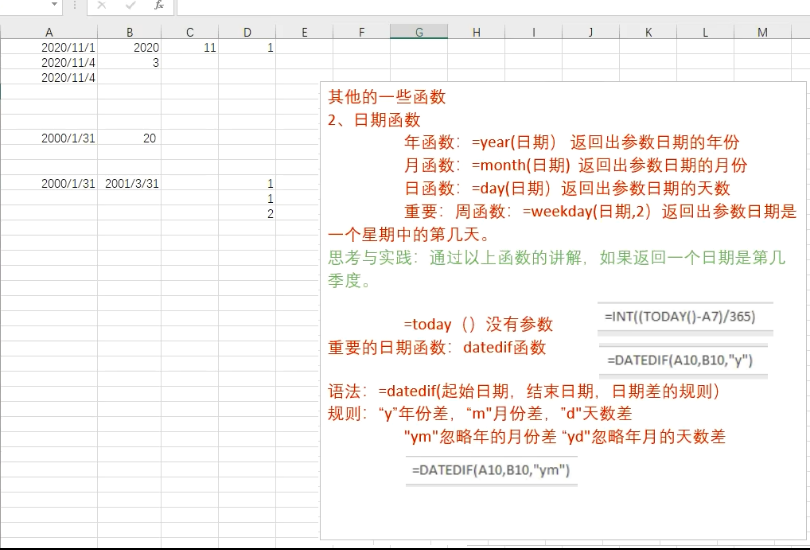 fx
A B C D E F G H I J K L M
2020/11/1 2020 11 1
2020/11/4 3
2020/11/4
2000/1/31 20
2000/1/31 2001/3/31 1
1
2
其他的一些函数
2、日期函数
年函数：=year(日期） 返回出参数日期的年份
月函数：=month(日期) 返回出参数日期的月份
日函数：=day(日期）返回出参数日期的天数
重要：周函数：=weekday(日期,2）返回出参数日期是
一个星期中的第几天。
思考与实践：通过以上函数的讲解，如果返回一个日期是第几
季度。
=today（）没有参数
=INT((TODAY()-A7)/365)
重要的日期函数：datedif函数
=DATEDIF(A10,B10,"y")
语法：=datedif(起始日期，结束日期，日期差的规则）
规则：“y”年份差，“m"月份差，"d"天数差
"ym"忽略年的月份差 “yd"忽略年月的天数差
=DATEDIF(A10,B10,"ym")